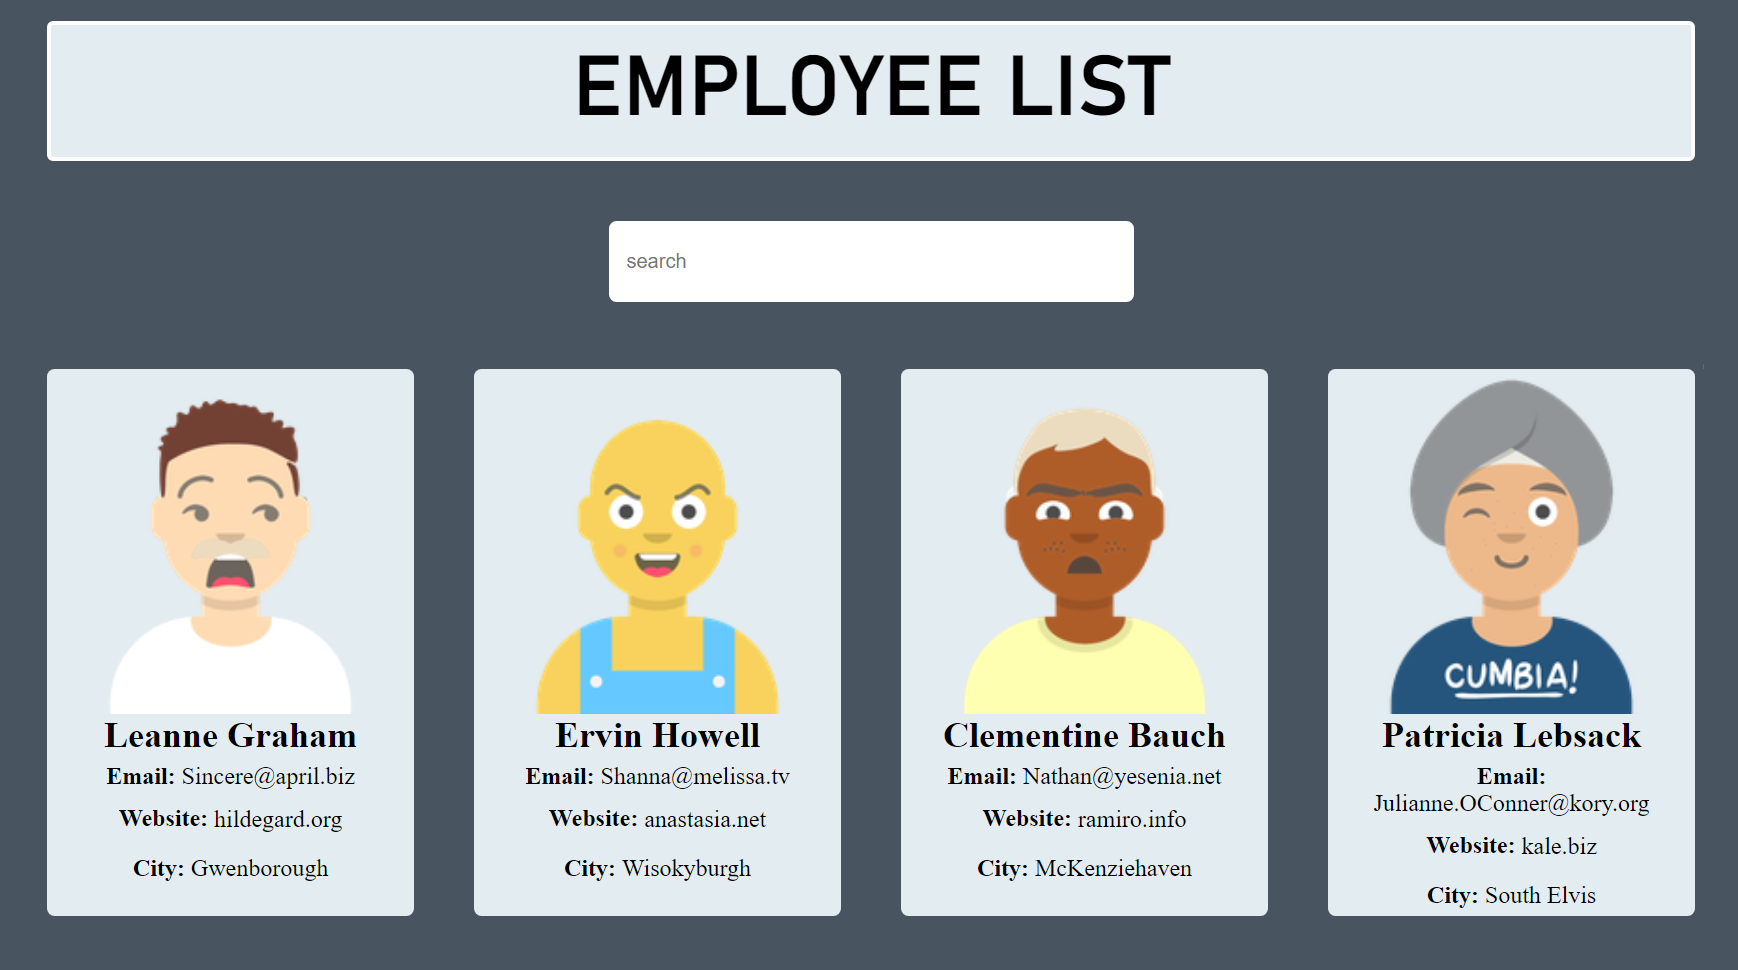 EMPLOYEE LIST
search
CUMBIA!
Leanne Graham
Email: Sincere@april.biz
Website: hildegard.org
City: Gwenborough
Ervin Howell
Email: Shanna@melissa.tv
Website: anastasia.net
City: Wisokyburgh
Clementine Bauch
Email: Nathan@yesenia.net
Website: ramiro.info
City: McKenziehaven
Patricia Lebsack
Email:
Julianne.OConner@kory.org
Website: kale.biz
City: South Elvis